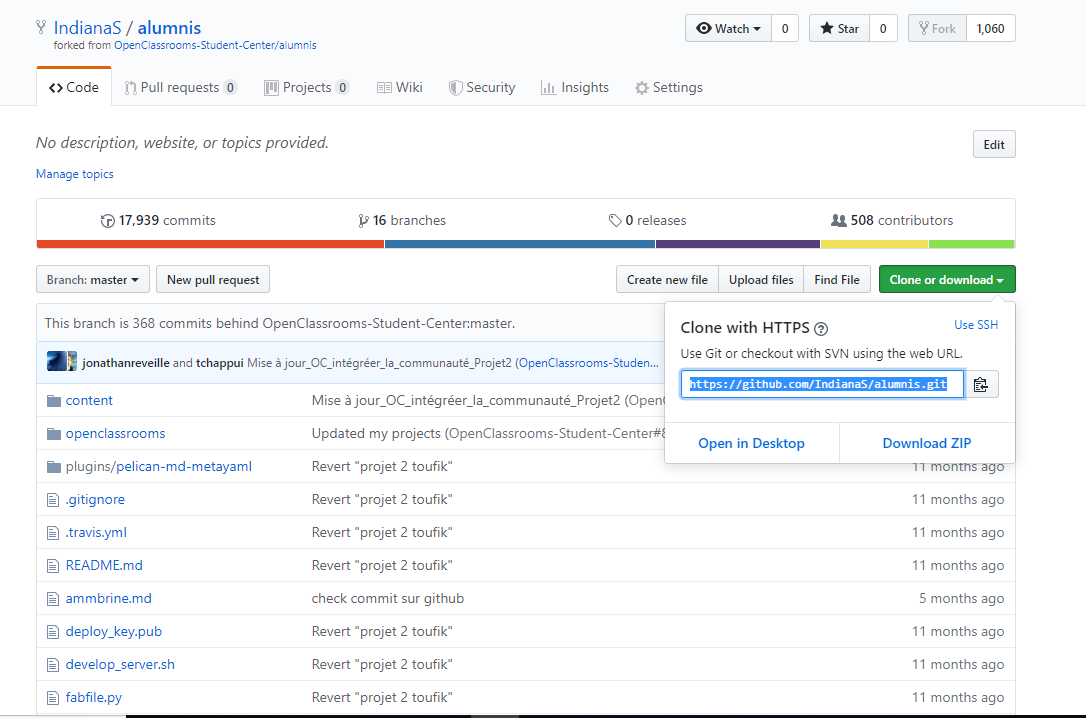 IndianaS / alumnis
forked from OpenClassrooms-Student-Center/alumnis
Watch 0 Star 0 Fork 1,060
Code Pull requests 0 Projects 0 Wiki Security Insights Settings
No description, website, or topics provided.
Edit
Manage topics
17,939 commits 16 branches 0 releases 508 contributors
Branch: master New pull request Create new file Upload files Find File Clone or download
This branch is 368 commits behind OpenClassrooms-Student-Center:master.
jonathanreveille and tchappui Mise à jour_OC_intégréer_la_communauté_Projet2 (OpenClassrooms-Studen...
Clone with HTTPS Use SSH
Use Git or checkout with SVN using the web URL.
https://github.com/IndianaS/alumnis.git
Open in Desktop Download ZIP
content Mise à jour_OC_intégréer_la_communauté_Projet2 (Open
openclassrooms Updated my projects (OpenClassrooms-Student-Center#
plugins/pelican-md-metayaml Revert "projet 2 toufik" 11 months ago
.gitignore Revert "projet 2 toufik" 11 months ago
.travis.yml Revert "projet 2 toufik" 11 months ago
README.md Revert "projet 2 toufik" 11 months ago
ammbrine.md check commit sur github 5 months ago
deploy_key.pub Revert "projet 2 toufik" 11 months ago
develop_server.sh Revert "projet 2 toufik" 11 months ago
fabfile.py Revert "projet 2 toufik" 11 months ago